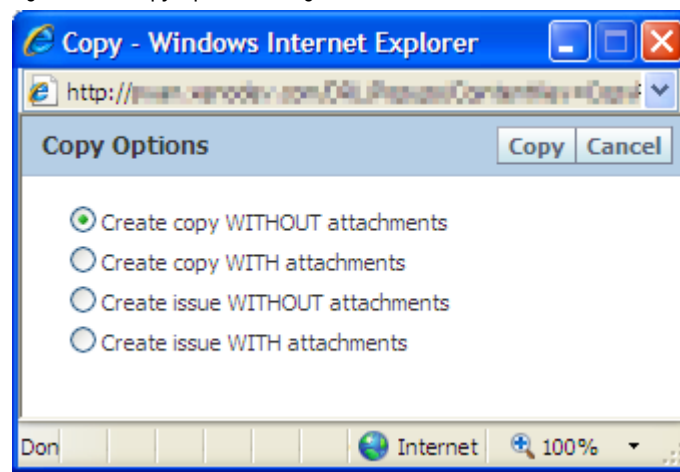 Copy - Windows Internet Explorer
http://
Copy Options
Copy Cancel
Create copy WITHOUT attachments
Create copy WITH attachments
Create issue WITHOUT attachments
Create issue WITH attachments
Don Internet 100%